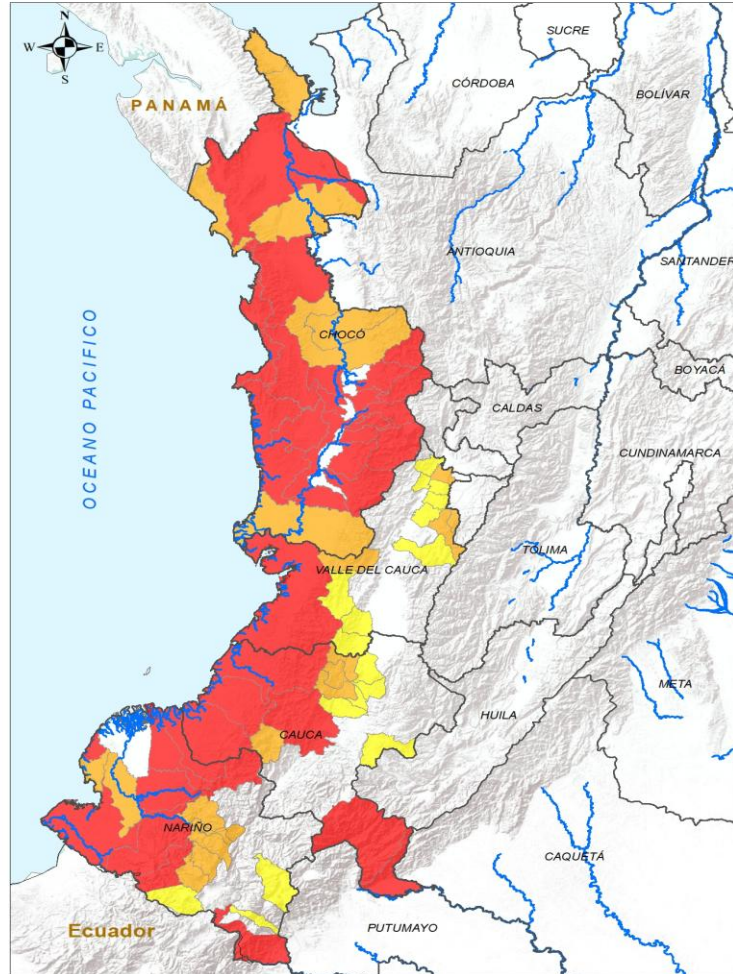 N
W E
S
SUCRE
CÓRDOBA
BOLÍVAR
PANAMÁ
ANTIOQUIA
SANTANDER
OCEANO PACIFICO
CHOCÓ
BOYACÁ
CALDAS
CUNDINAMARCA
TOLIMA
VALLE DEL CAUCA
META
HUILA
CAUCA
NARIÑO
CAQUETÁ
Ecuador
PUTUMAYO